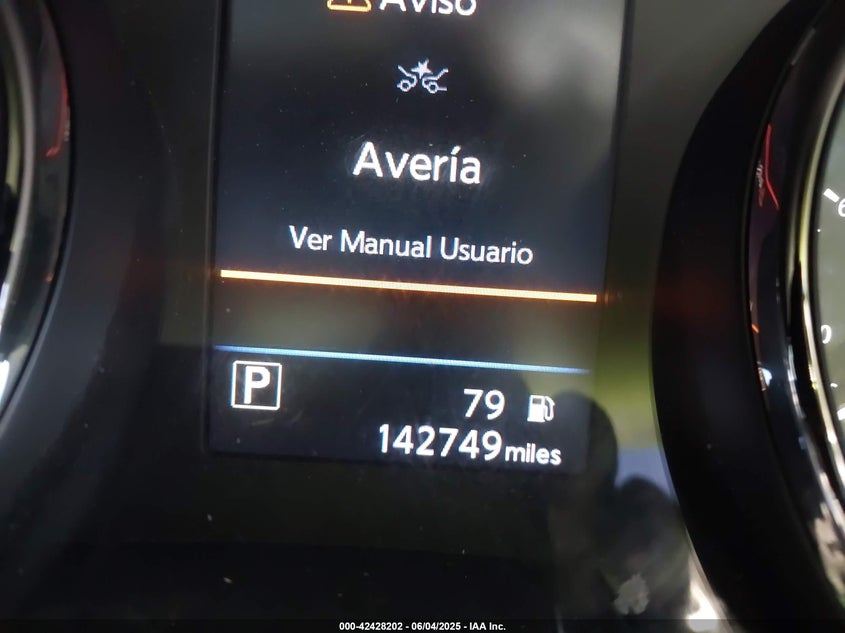 Aviso
Avería
Ver Manual Usuario
P
79
142749 miles
000-42428202 - 06/04/2025 - IAA Inc.